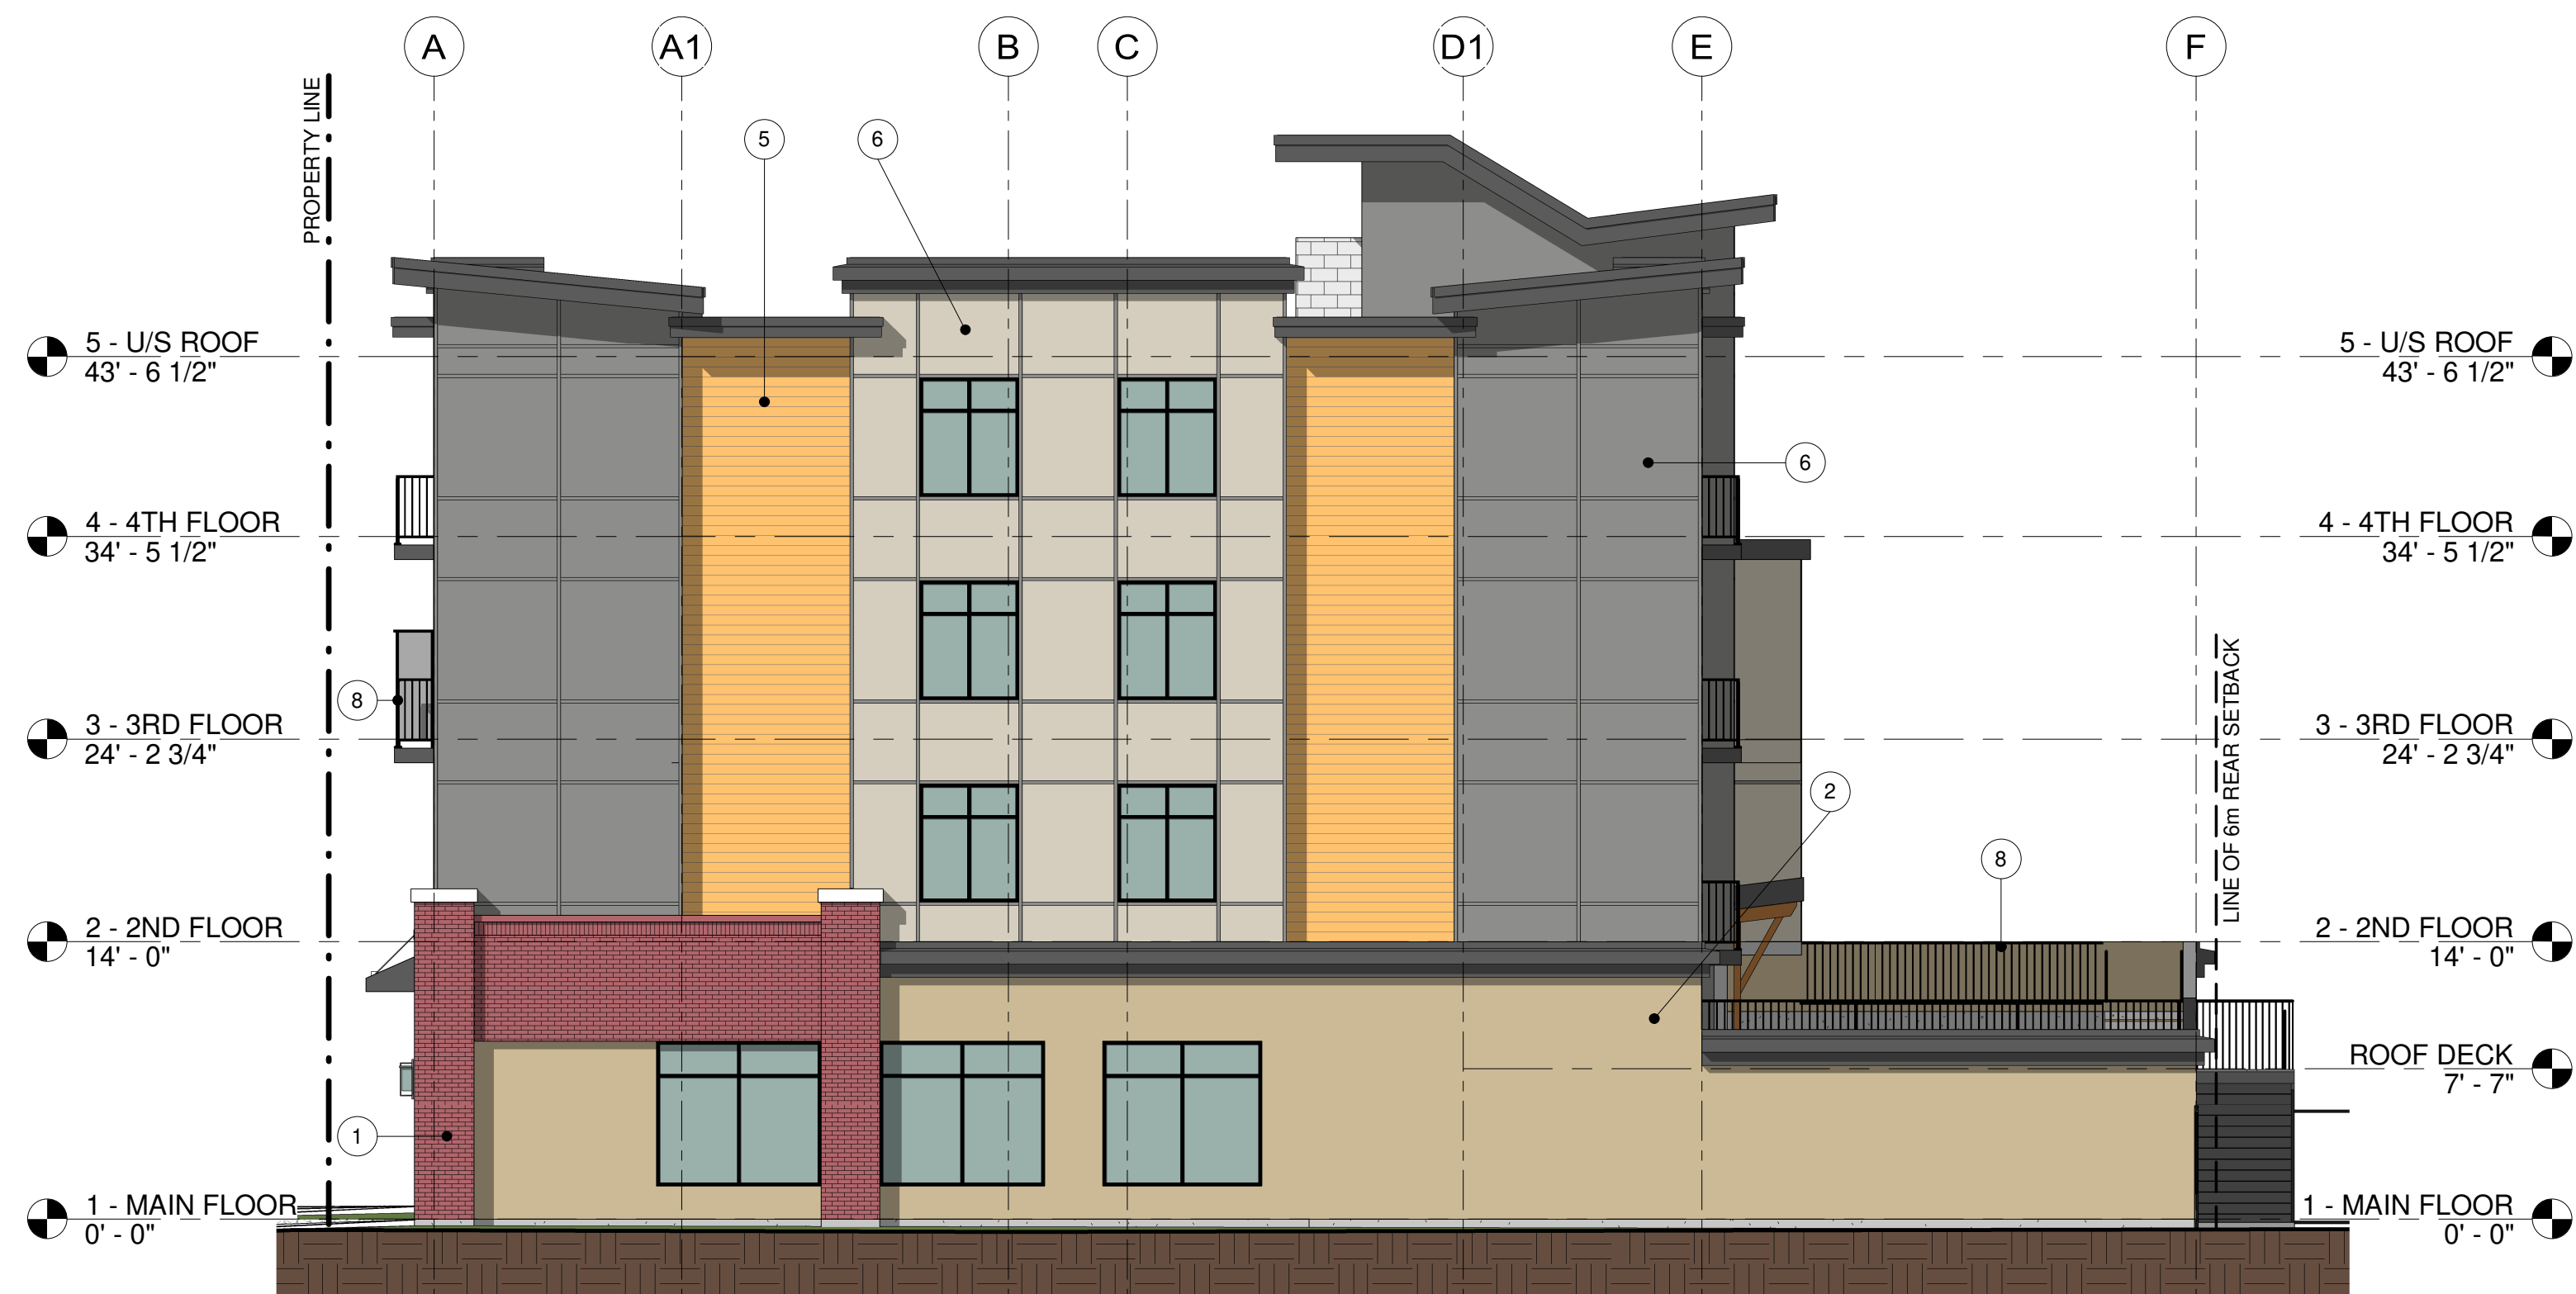 A
A1
B
C
D1
E
F
PROPERTY LINE
5
6
5 - U/S ROOF
43' - 6 1/2"
5 - U/S ROOF
43' - 6 1/2"
6
4 - 4TH FLOOR
34' - 5 1/2"
4 - 4TH FLOOR
34' - 5 1/2"
8
3 - 3RD FLOOR
24' - 2 3/4"
3 - 3RD FLOOR
24' - 2 3/4"
LINE OF 6m REAR SETBACK
2
8
2 - 2ND FLOOR
14' - 0"
2 - 2ND FLOOR
14' - 0"
ROOF DECK
7' - 7"
1
1 - MAIN FLOOR
0' - 0"
1 - MAIN FLOOR
0' - 0"